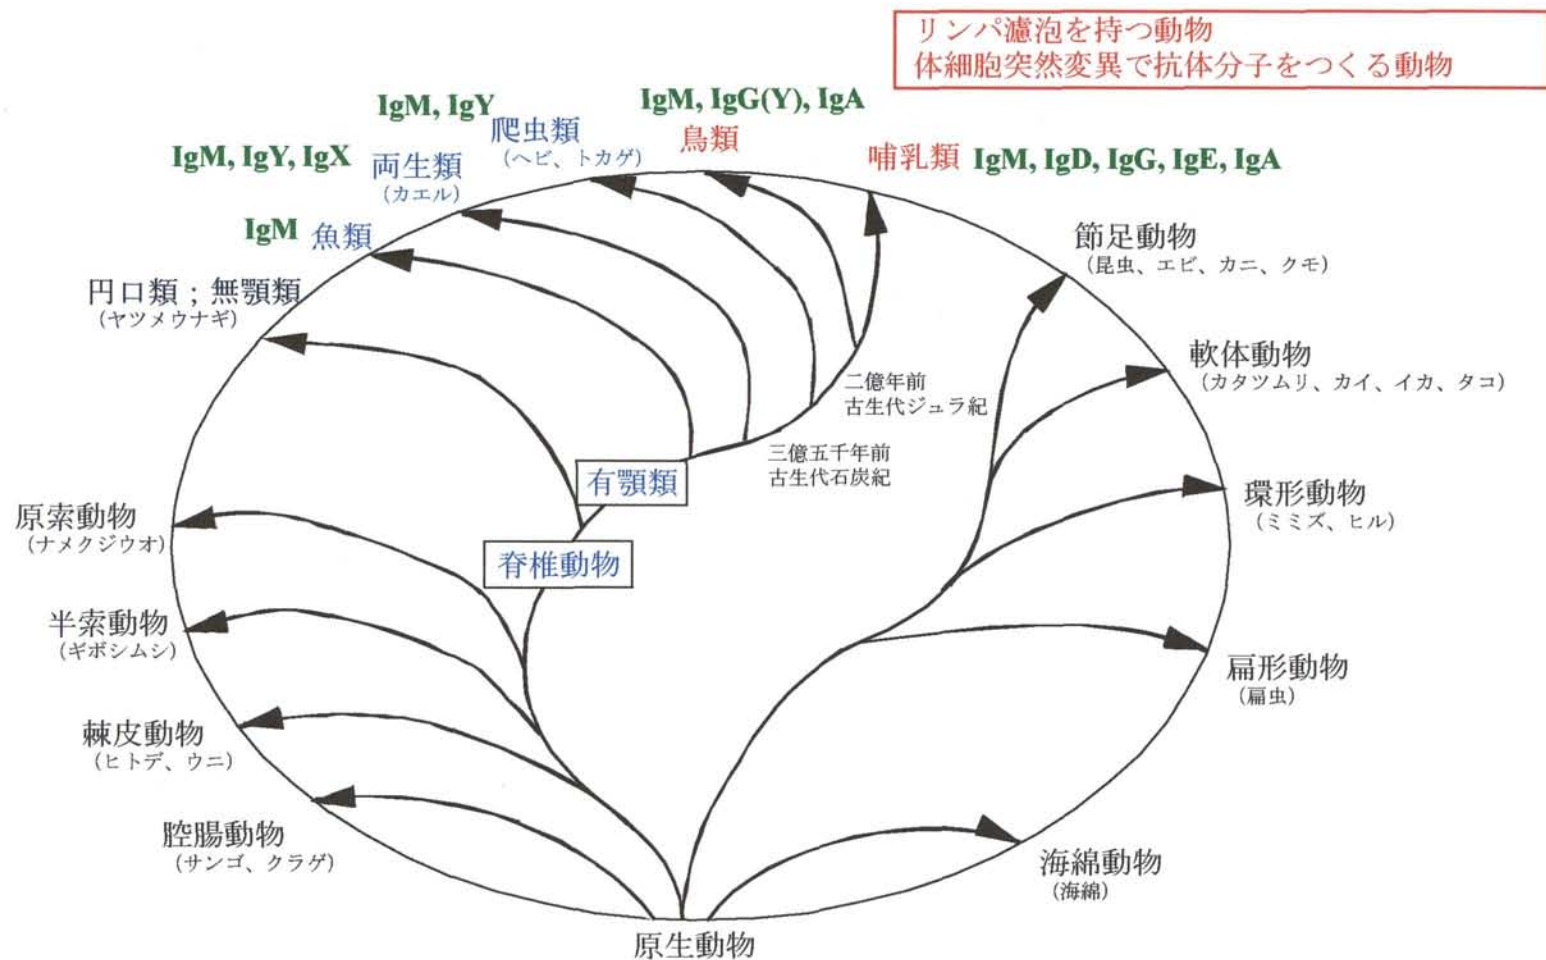 リンパ濾泡を持つ動物
体細胞突然変異で抗体分子をつくる動物
IgM, IgY
IgM, IgG(Y), IgA
爬虫類
(ヘビ、トカゲ)
鳥類
IgM, IgY, IgX
両生類
(カエル)
哺乳類 IgM, IgD, IgG, IgE, IgA
IgM 魚類
節足動物
(昆虫、エビ、カニ、クモ)
円口類;無顎類
(ヤツメウナギ)
軟体動物
(カタツムリ、カイ、イカ、タコ)
二億年前
古生代ジュラ紀
三億五千年前
古生代石炭紀
有顎類
環形動物
(ミミズ、ヒル)
原索動物
(ナメクジウオ)
脊椎動物
半索動物
(ギボシムシ)
扁形動物
(扁虫)
棘皮動物
(ヒトデ、ウニ)
腔腸動物
(サンゴ、クラゲ)
海綿動物
(海綿)
原生動物